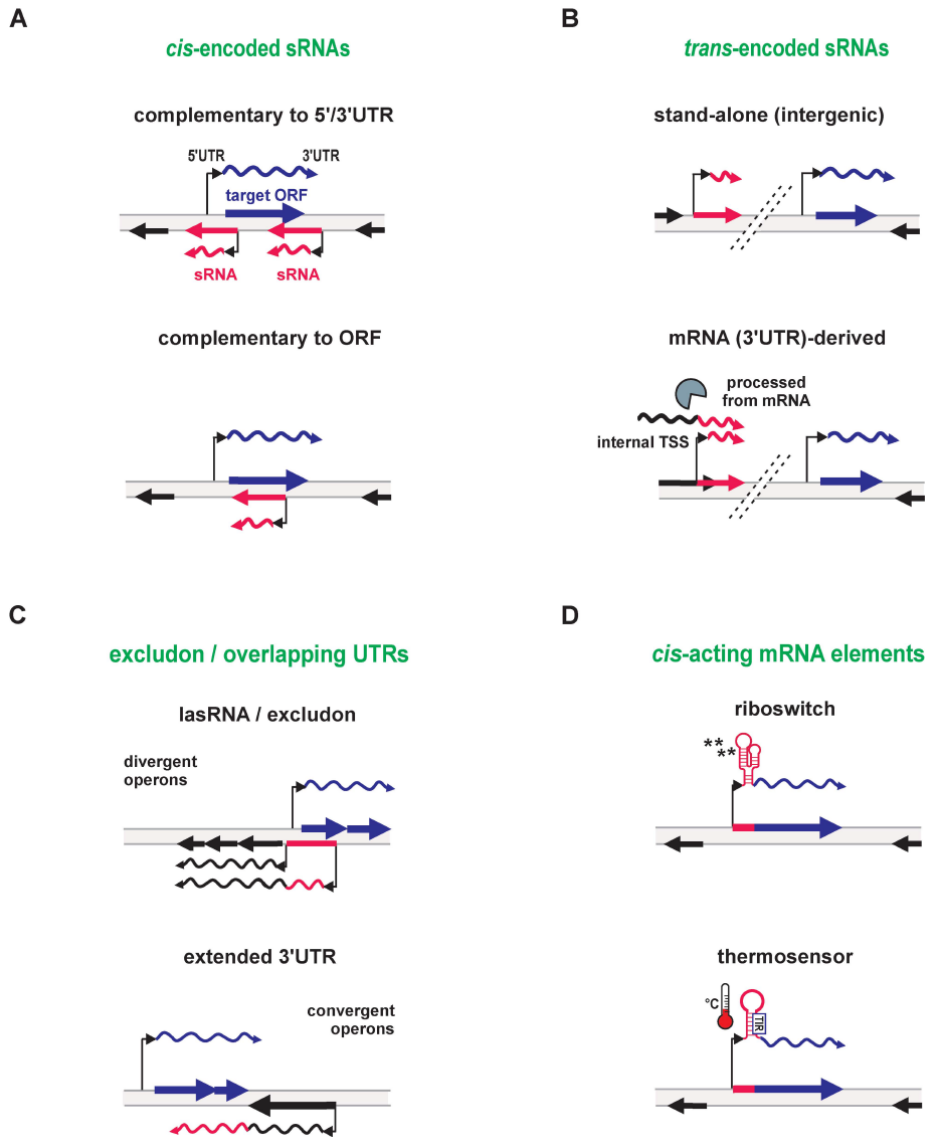 A
cis-encoded sRNAs
complementary to 5'/3'UTR
5'UTR
3'UTR
target ORF
sRNA
sRNA
complementary to ORF
B
trans-encoded sRNAs
stand-alone (intergenic)
mRNA (3'UTR)-derived
processed
from mRNA
internal TSS
C
excludon / overlapping UTRs
lasRNA / excludon
divergent
operons
extended 3'UTR
convergent
operons
D
cis-acting mRNA elements
riboswitch
**
**
thermosensor
°C
TIR